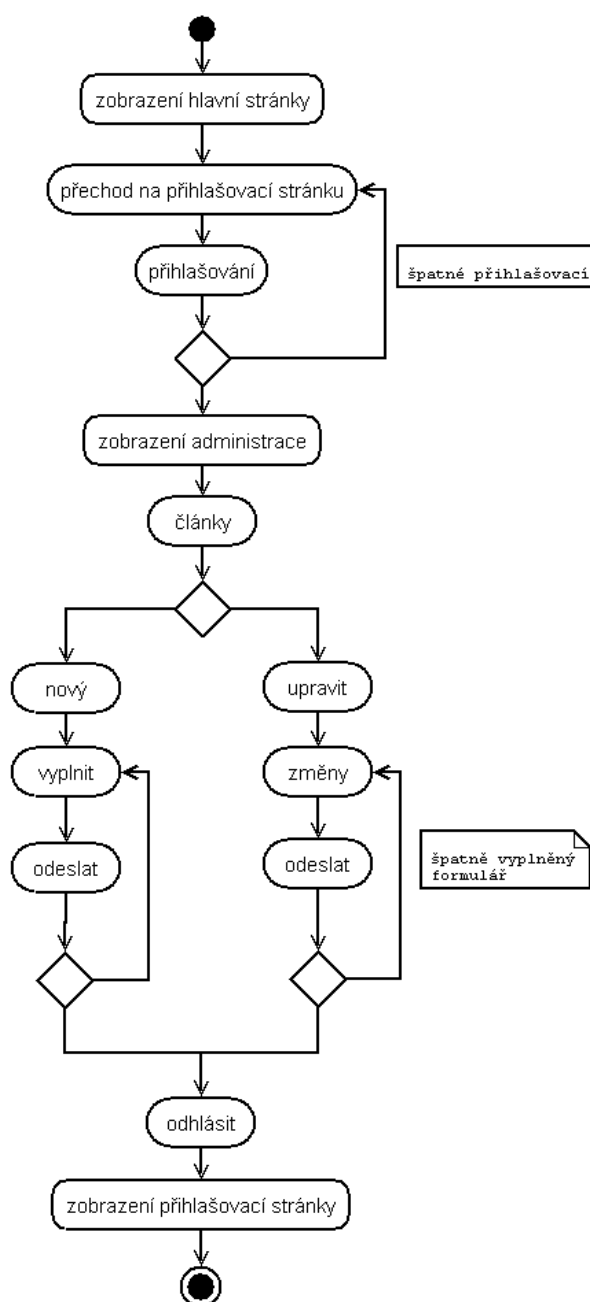 zobrazení hlavní stránky
přechod na přihlašovací stránku
přihlašování
špatné přihlašovací
zobrazení administrace
články
nový
upravit
vyplnit
změny
odeslat
odeslat
špatně vyplněný
formulář
odhlásit
zobrazení přihlašovací stránky